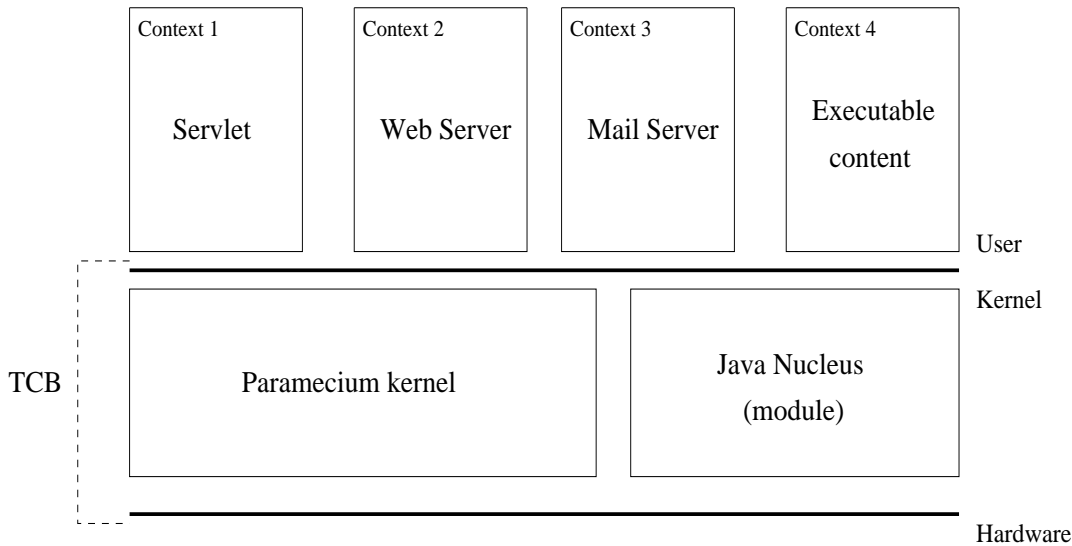 Context 1
Context 2
Context 3
Context 4
Servlet
Web Server
Mail Server
Executable
content
User
Kernel
TCB
Paramecium kernel
Java Nucleus
(module)
Hardware